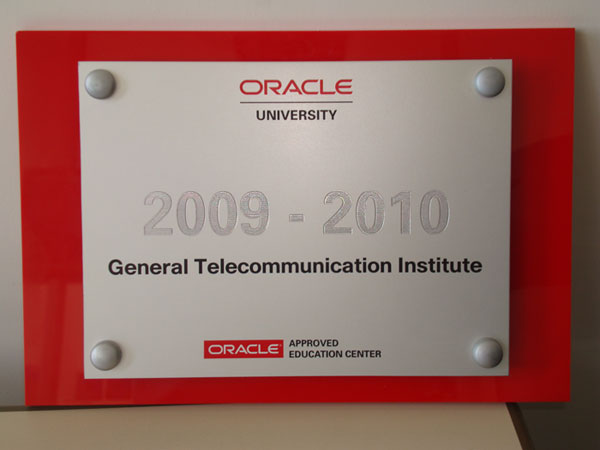 ORACLE
UNIVERSITY
2009 - 2010
General Telecommunication Institute
ORACLE APPROVED
EDUCATION CENTER